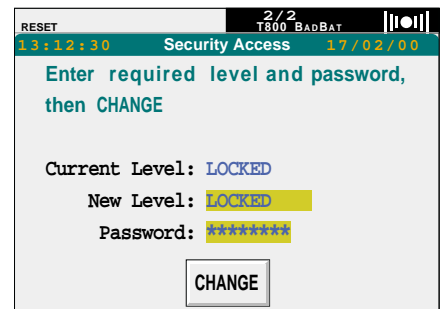 2/2
RESET T800 BADBAT
13:12:30 Security Access 17/02/00
Enter required level and password,
then CHANGE
Current Level: LOCKED
New Level: LOCKED
Password: ********
CHANGE